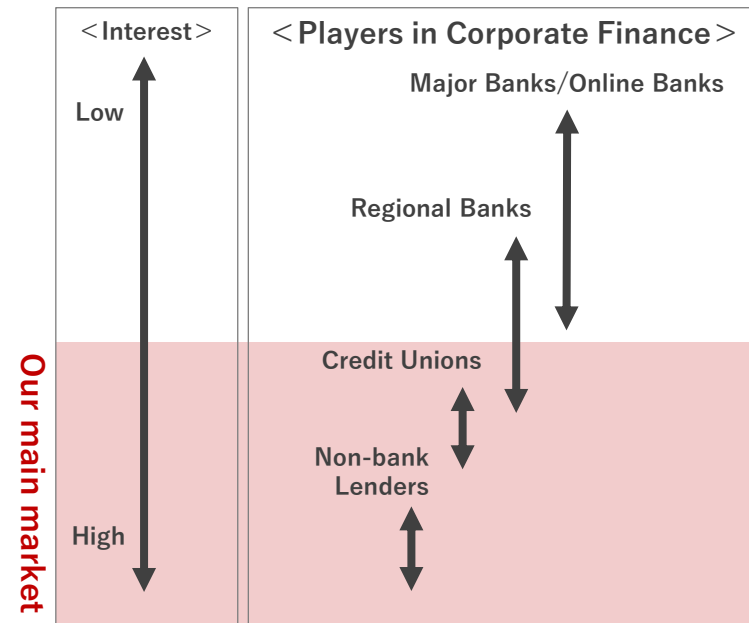 <Interest>
<Players in Corporate Finance>
Major Banks/Online Banks
Low
Regional Banks
Our main market
Credit Unions
Non-bank
Lenders
High